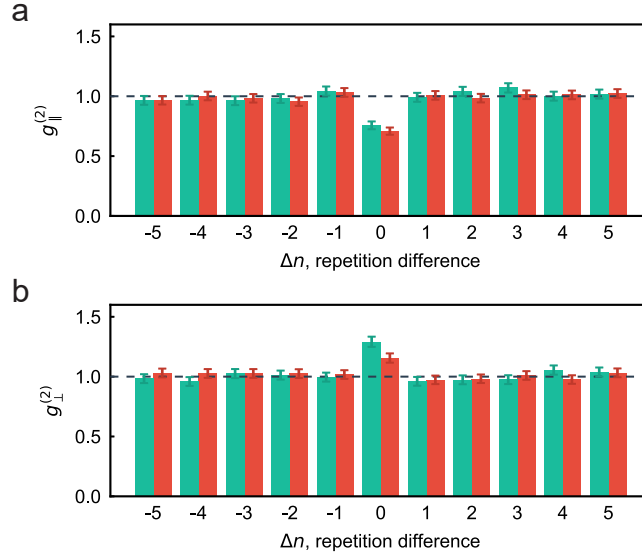 a
1.5
1.0
0.5
0.0
g∥(2)
-5 -4 -3 -2 -1 0 1 2 3 4 5
Δn, repetition difference
b
1.5
1.0
0.5
0.0
g⊥(2)
-5 -4 -3 -2 -1 0 1 2 3 4 5
Δn, repetition difference